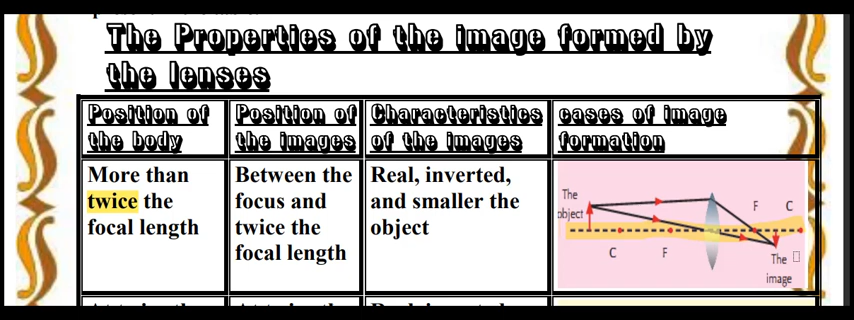 The Properties of the image formed by
the lenses
Position of
the body
Position of
the images
Characteristics
of the images
cases of image
formation
More than
twice the
focal length
Between the
focus and
twice the
focal length
Real, inverted,
and smaller the
object
The
object
F C
C F
The
image